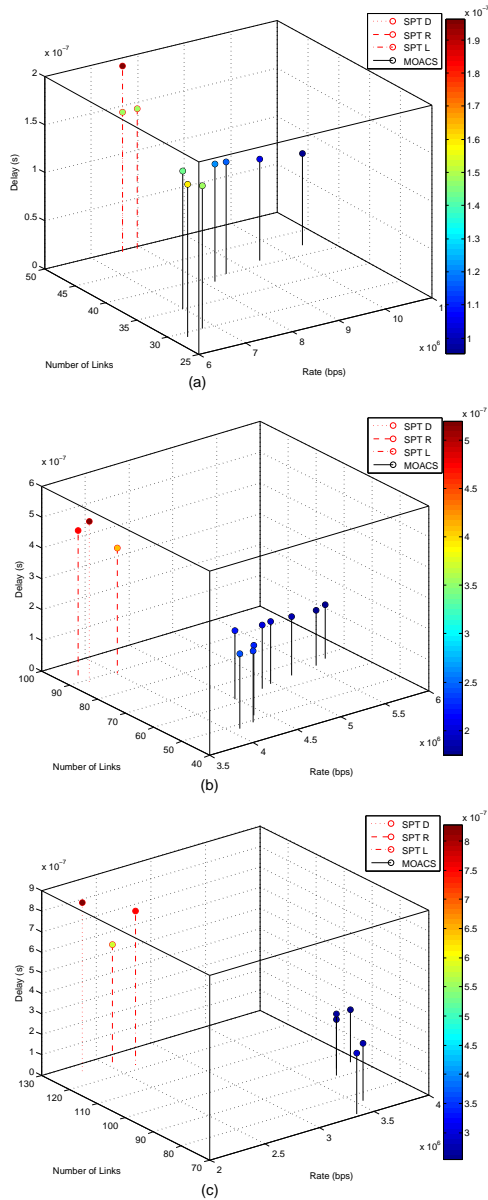 x 10⁻⁷
x 10⁻⁷
SPT D
SPT R
SPT L
MOACS
2
1.5
1
0.5
0
Delay (s)
50
45
40
35
30
25
Number of Links
6
7
8
9
10
11
x 10⁶
Rate (bps)
1.9
1.8
1.7
1.6
1.5
1.4
1.3
1.2
1.1
1
(a)
x 10⁻⁷
x 10⁻⁷
SPT D
SPT R
SPT L
MOACS
6
5
4
3
2
1
0
Delay (s)
100
90
80
70
60
50
40
Number of Links
3.5
4
4.5
5
5.5
6
x 10⁶
Rate (bps)
5
4.5
4
3.5
3
2.5
2
(b)
x 10⁻⁷
x 10⁻⁷
SPT D
SPT R
SPT L
MOACS
9
8
7
6
5
4
3
2
1
0
Delay (s)
130
120
110
100
90
80
70
Number of Links
2
2.5
3
3.5
4
x 10⁶
Rate (bps)
8
7.5
7
6.5
6
5.5
5
4.5
4
3.5
3
(c)